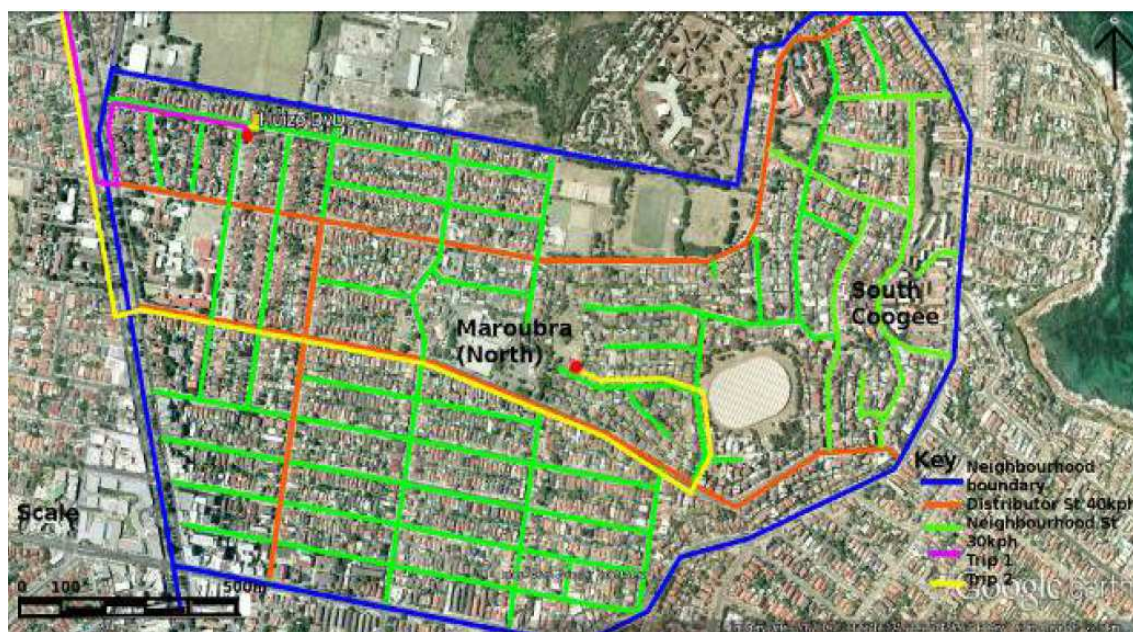 Maroubra
(North)
South
Coogee
Key
Neighbourhood
boundary
Distributor St 40kph
Neighbourhood St
30kph
Trip 1
Trip 2
Scale
0 100 500m
Google earth